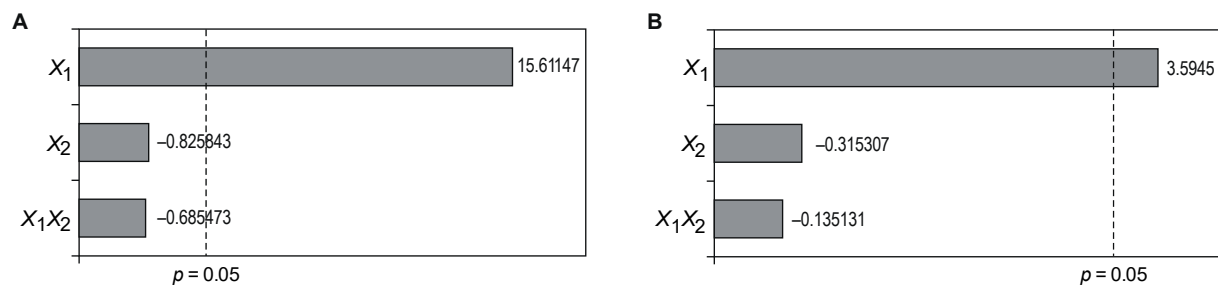 A
X₁ 15.61147
X₂ –0.825843
X₁X₂ –0.685473
p = 0.05
B
X₁ 3.5945
X₂ –0.315307
X₁X₂ –0.135131
p = 0.05